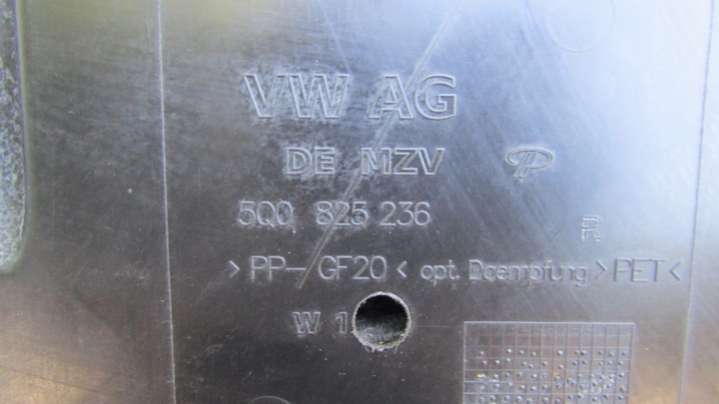 VW AG
DE MZV
5Q0 825 236
R
>PP-GF20< opt. Daempfung >PET<
W 1